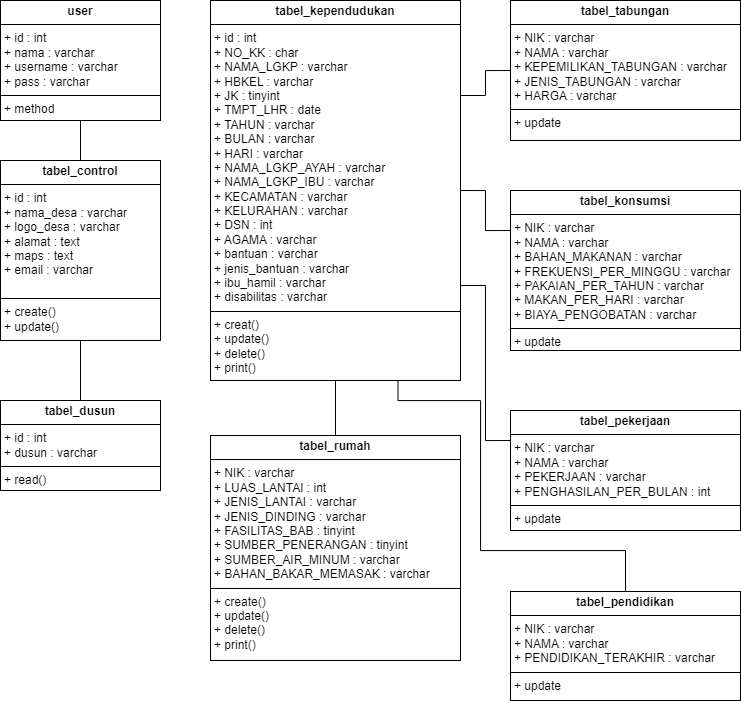 user
+ id : int
+ nama : varchar
+ username : varchar
+ pass : varchar
+ method
tabel_control
+ id : int
+ nama_desa : varchar
+ logo_desa : varchar
+ alamat : text
+ maps : text
+ email : varchar
+ create()
+ update()
tabel_dusun
+ id : int
+ dusun : varchar
+ read()
tabel_kependudukan
+ id : int
+ NO_KK : char
+ NAMA_LGKP : varchar
+ HBKEL : varchar
+ JK : tinyint
+ TMPT_LHR : date
+ TAHUN : varchar
+ BULAN : varchar
+ HARI : varchar
+ NAMA_LGKP_AYAH : varchar
+ NAMA_LGKP_IBU : varchar
+ KECAMATAN : varchar
+ KELURAHAN : varchar
+ DSN : int
+ AGAMA : varchar
+ bantuan : varchar
+ jenis_bantuan : varchar
+ ibu_hamil : varchar
+ disabilitas : varchar
+ creat()
+ update()
+ delete()
+ print()
tabel_rumah
+ NIK : varchar
+ LUAS_LANTAI : int
+ JENIS_LANTAI : varchar
+ JENIS_DINDING : varchar
+ FASILITAS_BAB : tinyint
+ SUMBER_PENERANGAN : tinyint
+ SUMBER_AIR_MINUM : varchar
+ BAHAN_BAKAR_MEMASAK : varchar
+ create()
+ update()
+ delete()
+ print()
tabel_tabungan
+ NIK : varchar
+ NAMA : varchar
+ KEPEMILIKAN_TABUNGAN : varchar
+ JENIS_TABUNGAN : varchar
+ HARGA : varchar
+ update
tabel_konsumsi
+ NIK : varchar
+ NAMA : varchar
+ BAHAN_MAKANAN : varchar
+ FREKUENSI_PER_MINGGU : varchar
+ PAKAIAN_PER_TAHUN : varchar
+ MAKAN_PER_HARI : varchar
+ BIAYA_PENGOBATAN : varchar
+ update
tabel_pekerjaan
+ NIK : varchar
+ NAMA : varchar
+ PEKERJAAN : varchar
+ PENGHASILAN_PER_BULAN : int
+ update
tabel_pendidikan
+ NIK : varchar
+ NAMA : varchar
+ PENDIDIKAN_TERAKHIR : varchar
+ update